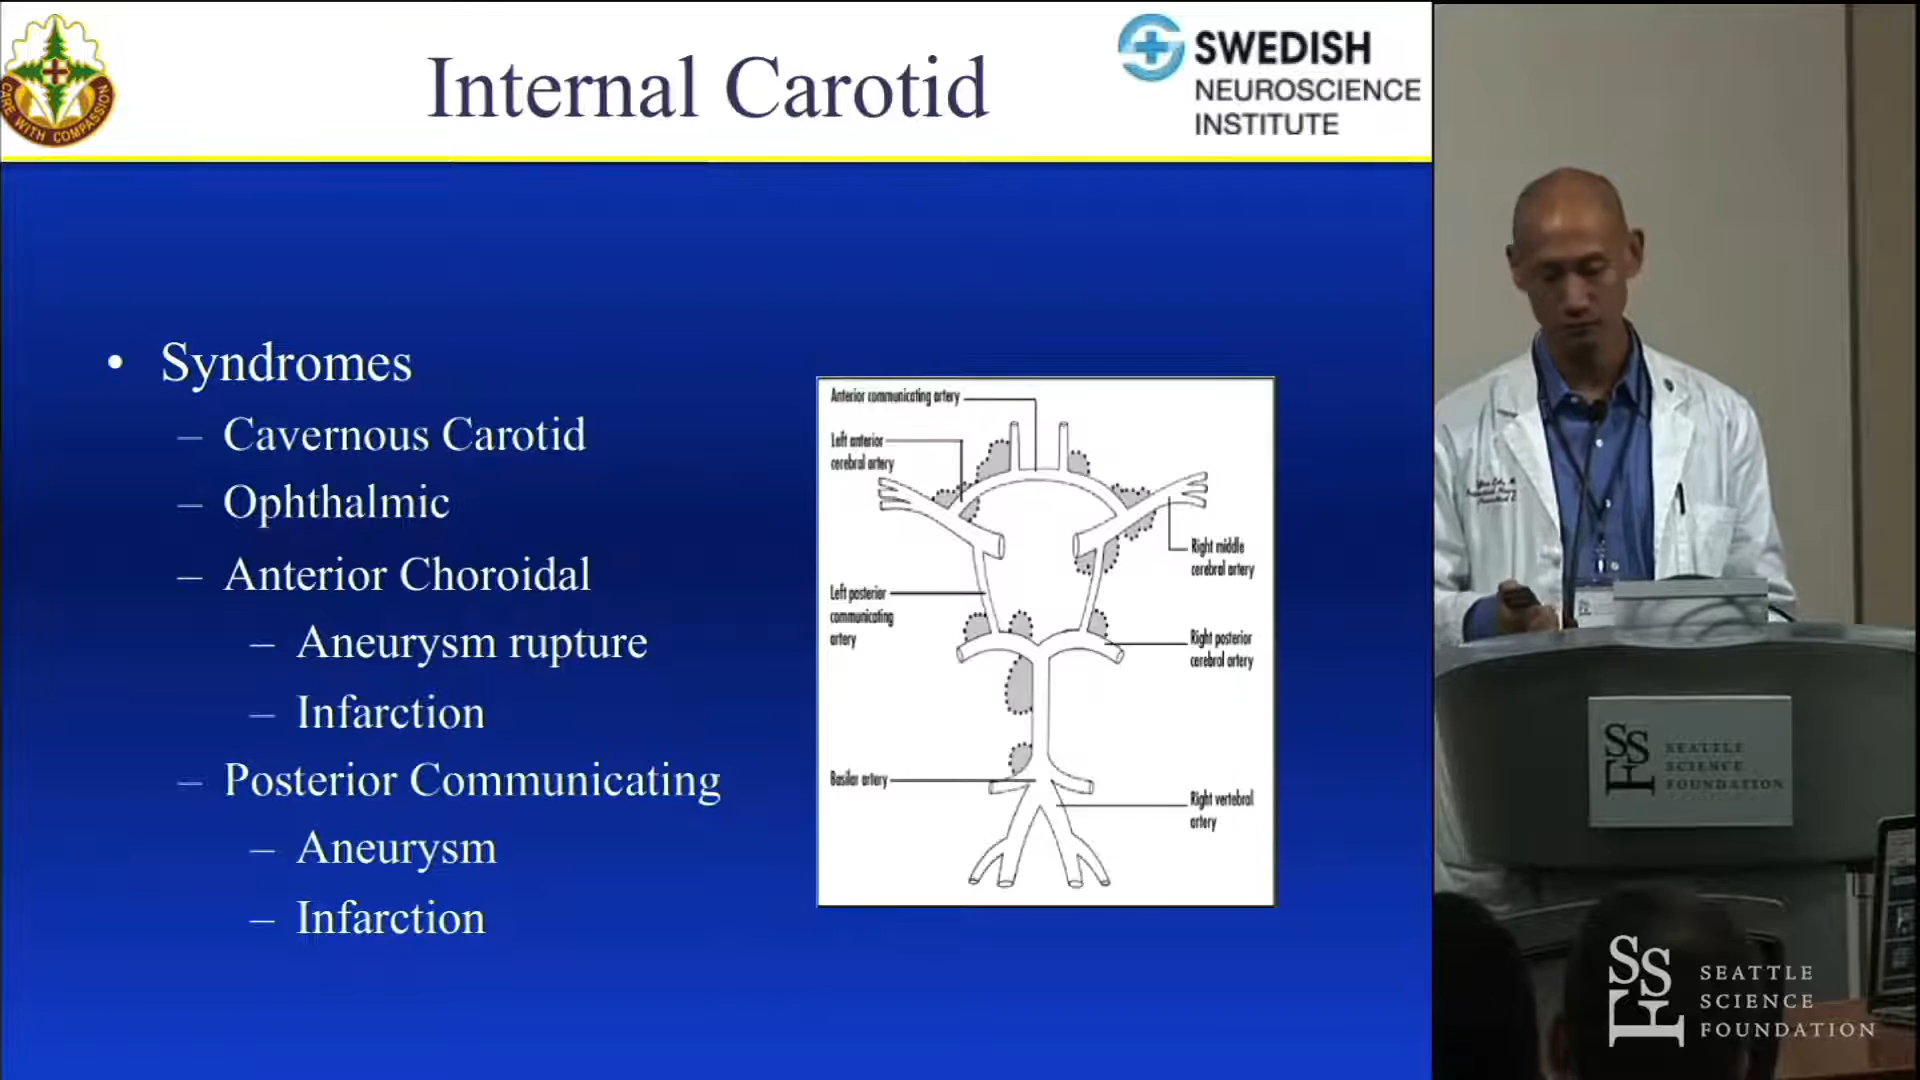 CARE WITH COMPASSION
Internal Carotid
SWEDISH
NEUROSCIENCE
INSTITUTE
• Syndromes
– Cavernous Carotid
– Ophthalmic
– Anterior Choroidal
– Aneurysm rupture
– Infarction
– Posterior Communicating
– Aneurysm
– Infarction
Anterior communicating artery
Left anterior
cerebral artery
Right middle
cerebral artery
Left posterior
communicating
artery
Right posterior
cerebral artery
Basilar artery
Right vertebral
artery
SSF
SEATTLE
SCIENCE
FOUNDATION
SSF
SEATTLE
SCIENCE
FOUNDATION